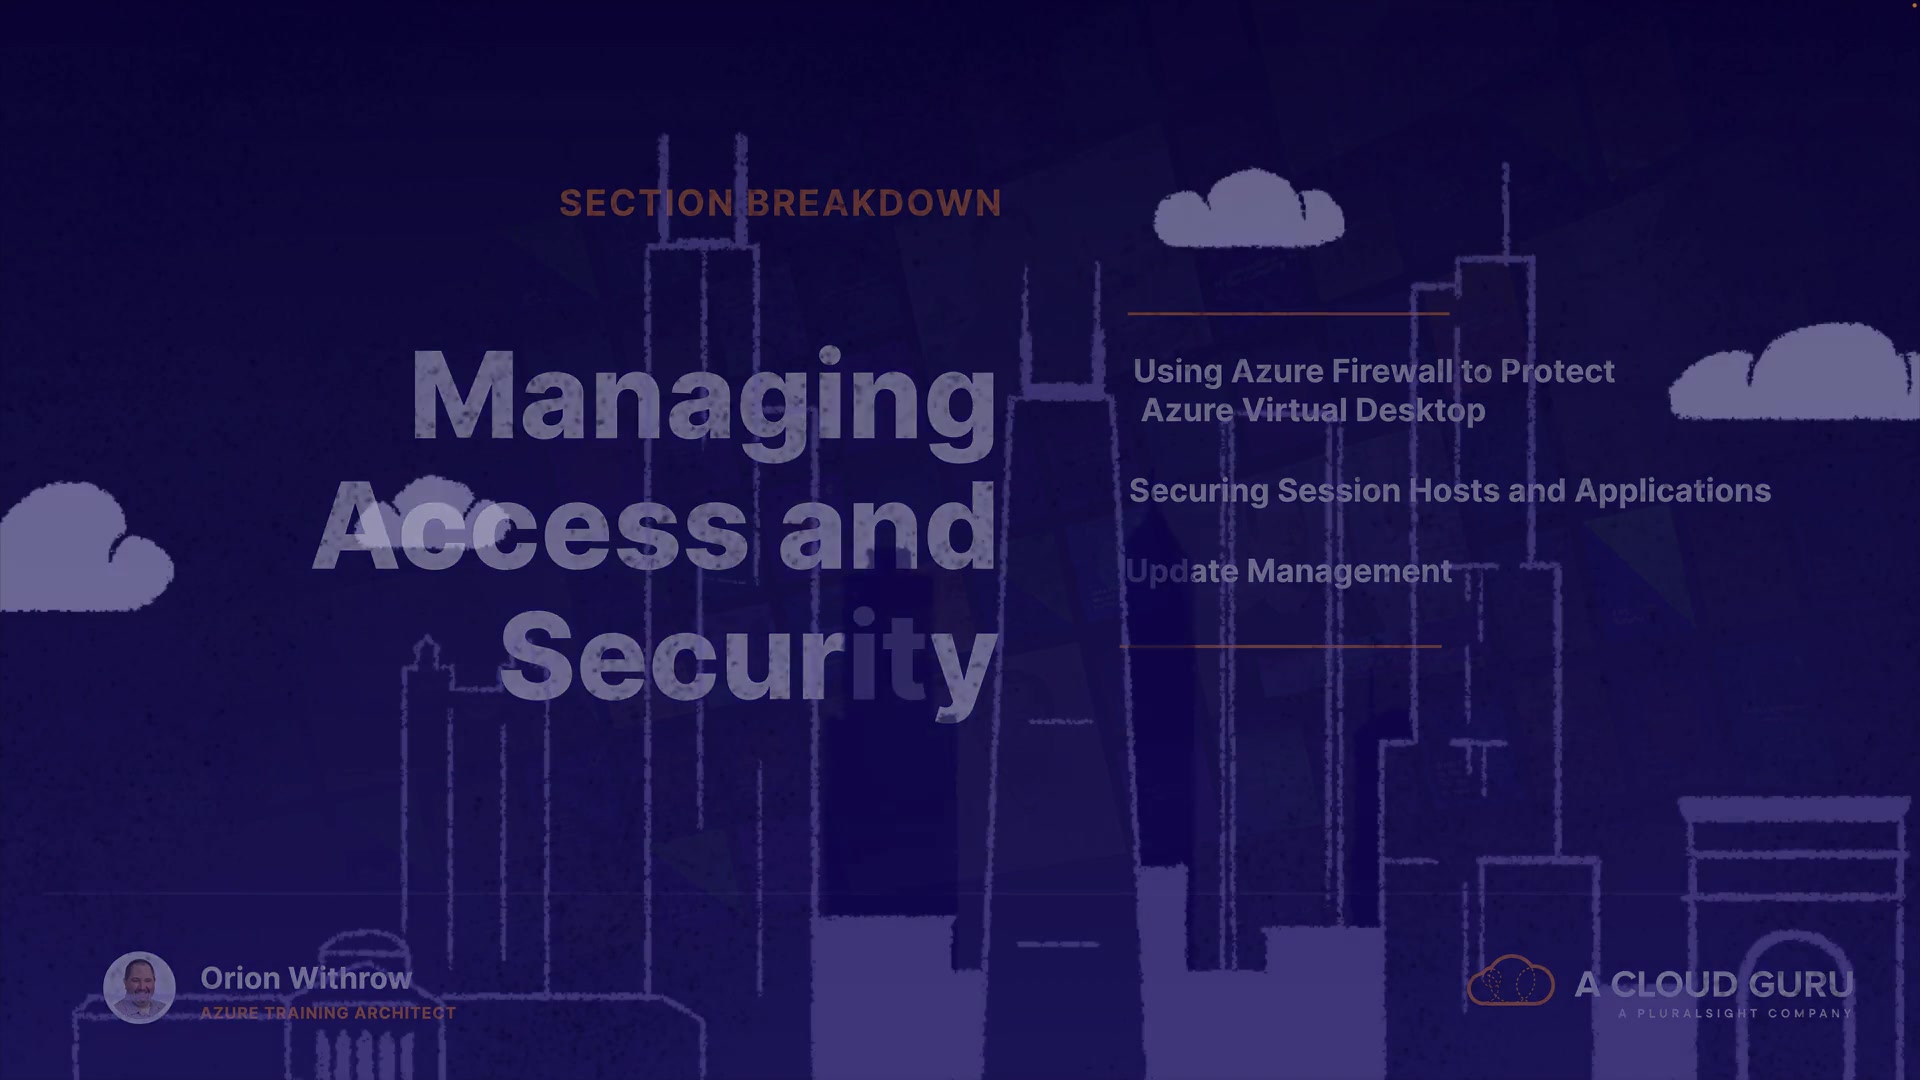 SECTION BREAKDOWN
Managing
Access and
Security
Using Azure Firewall to Protect
Azure Virtual Desktop
Securing Session Hosts and Applications
Update Management
Orion Withrow
AZURE TRAINING ARCHITECT
A CLOUD GURU
A PLURALSIGHT COMPANY